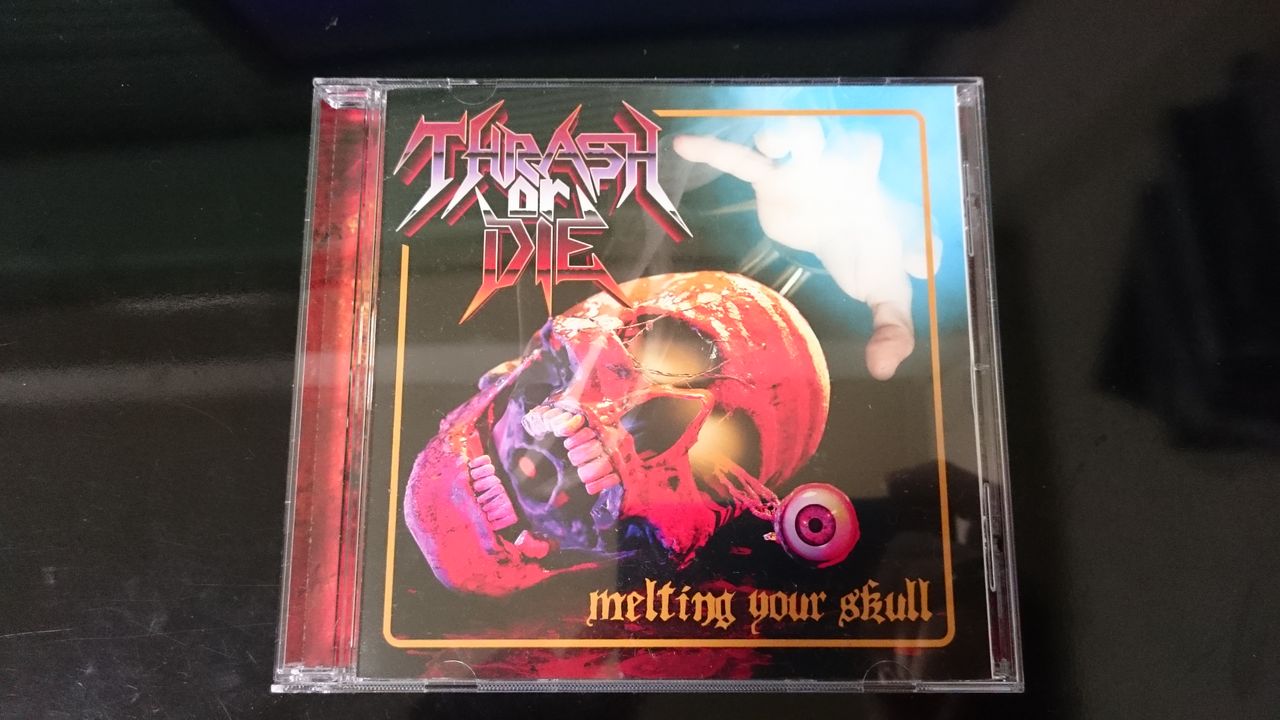 THRASH
or
DIE
melting your skull